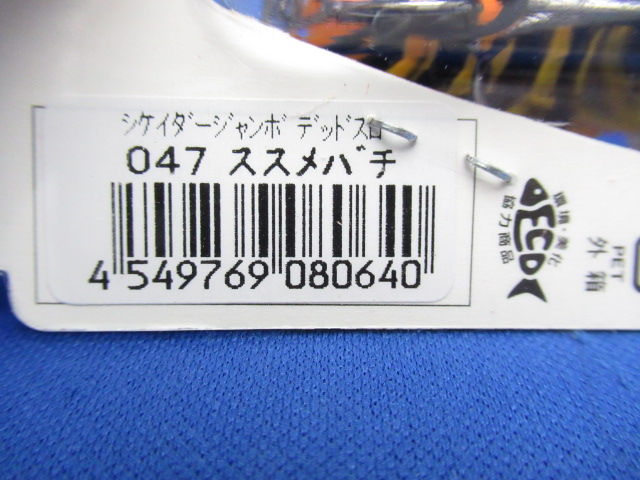 シケイダージャンボ デッドスロ
047 ススメバチ
4 549769 080640
環境・美化
DECO
協力商品
PET
外箱